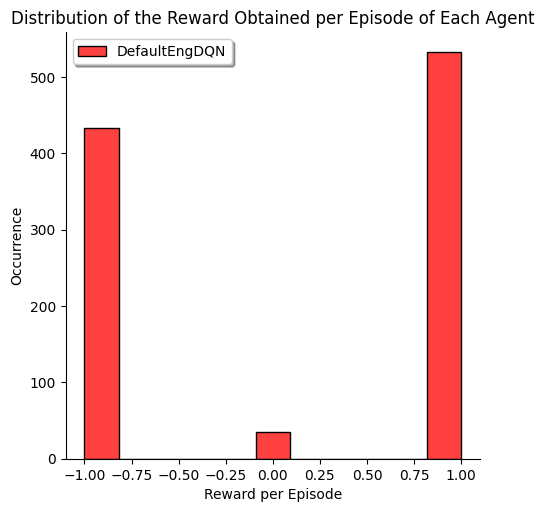 Distribution of the Reward Obtained per Episode of Each Agent
DefaultEngDQN
500
400
300
200
100
0
Occurrence
−1.00 −0.75 −0.50 −0.25 0.00 0.25 0.50 0.75 1.00
Reward per Episode